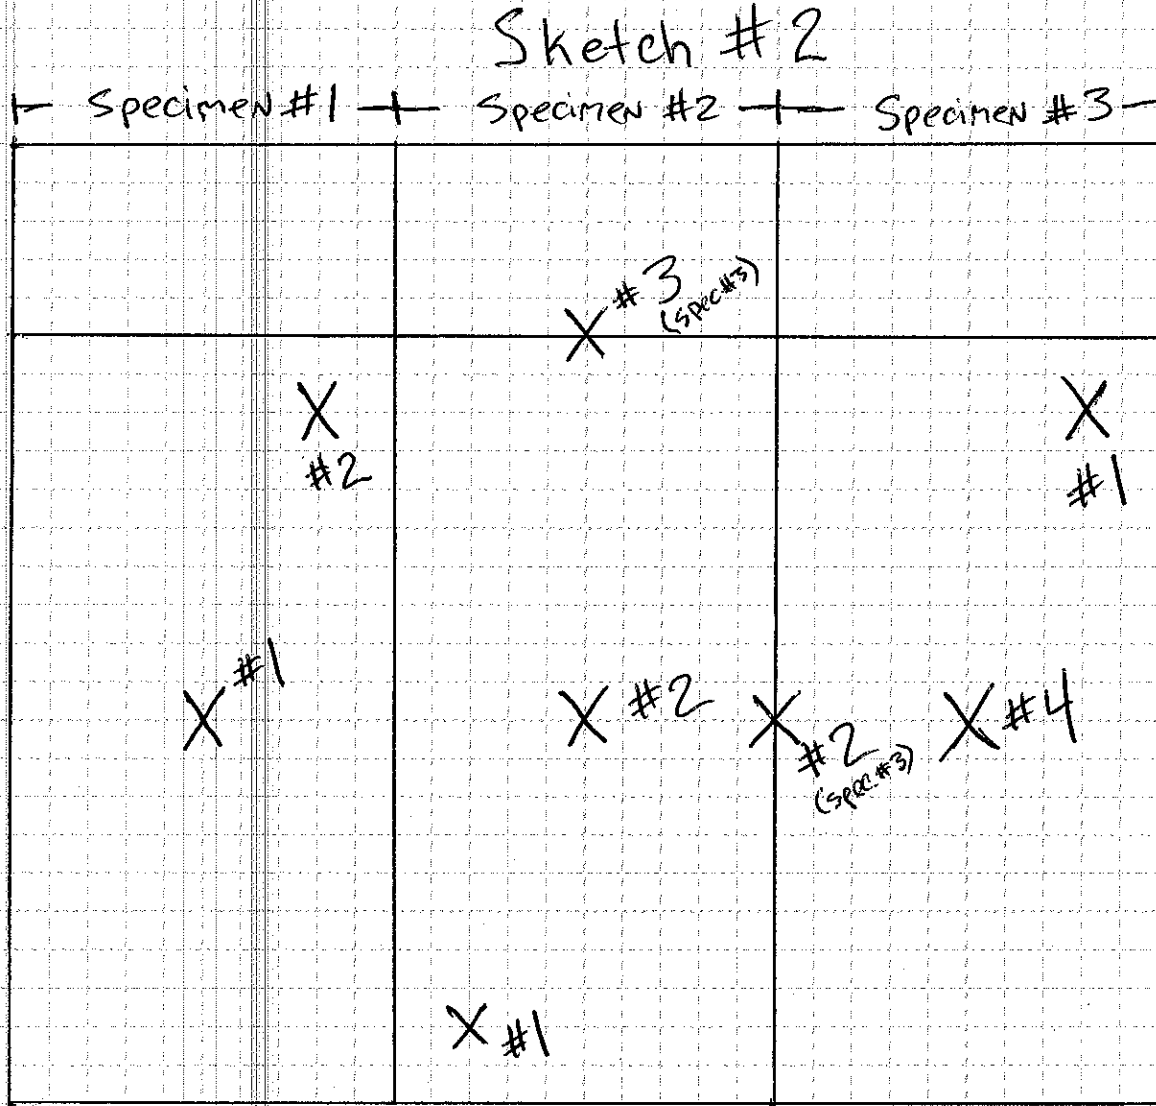 Sketch #2
Specimen #1 Specimen #2 Specimen #3
X #3
(spec#3)
X X
#2 #1
X #1 X #2 X #2 X #4
(spec.#3)
X #1